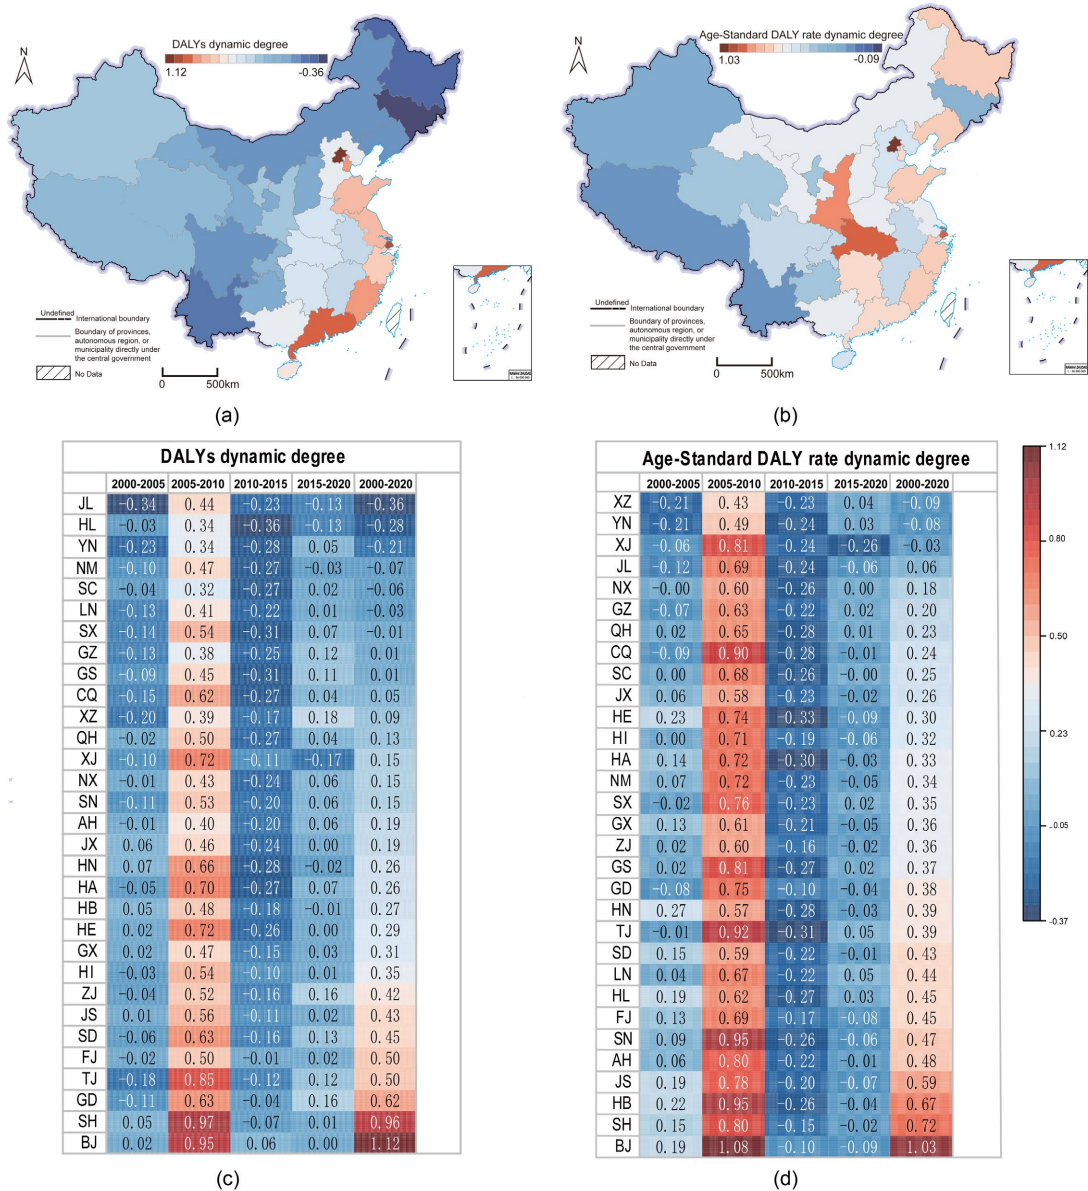 N
DALYs dynamic degree
1.12 -0.36
Undefined
International boundary
Boundary of provinces,
autonomous region, or
municipality directly under
the central government
No Data
0 500km
(a)
N
Age-Standard DALY rate dynamic degree
1.03 -0.09
Undefined
International boundary
Boundary of provinces,
autonomous region, or
municipality directly under
the central government
No Data
0 500km
(b)
DALYs dynamic degree
2000-2005 2005-2010 2010-2015 2015-2020 2000-2020
JL -0.34 0.44 -0.23 -0.13 -0.36
HL -0.03 0.34 -0.36 -0.13 -0.28
YN -0.23 0.34 -0.28 0.05 -0.21
NM -0.10 0.47 -0.27 -0.03 -0.07
SC -0.04 0.32 -0.27 0.02 -0.06
LN -0.13 0.41 -0.22 0.01 -0.03
SX -0.14 0.54 -0.31 0.07 -0.01
GZ -0.13 0.38 -0.25 0.12 0.01
GS -0.09 0.45 -0.31 0.11 0.01
CQ -0.15 0.62 -0.27 0.04 0.05
XZ -0.20 0.39 -0.17 0.18 0.09
QH -0.02 0.50 -0.27 0.04 0.13
XJ -0.10 0.72 -0.11 -0.17 0.15
NX -0.01 0.43 -0.24 0.06 0.15
SN -0.11 0.53 -0.20 0.06 0.15
AH -0.01 0.40 -0.20 0.06 0.19
JX 0.06 0.46 -0.24 0.00 0.19
HN 0.07 0.66 -0.28 -0.02 0.26
HA -0.05 0.70 -0.27 0.07 0.26
HB 0.05 0.48 -0.18 -0.01 0.27
HE 0.02 0.72 -0.26 0.00 0.29
GX 0.02 0.47 -0.15 0.03 0.31
HI -0.03 0.54 -0.10 0.01 0.35
ZJ -0.04 0.52 -0.16 0.16 0.42
JS 0.01 0.56 -0.11 0.02 0.43
SD -0.06 0.63 -0.16 0.13 0.45
FJ -0.02 0.50 -0.01 0.02 0.50
TJ -0.18 0.85 -0.12 0.12 0.50
GD -0.11 0.63 -0.04 0.16 0.62
SH 0.05 0.97 -0.07 0.01 0.96
BJ 0.02 0.95 0.06 0.00 1.12
(c)
Age-Standard DALY rate dynamic degree
2000-2005 2005-2010 2010-2015 2015-2020 2000-2020
XZ -0.21 0.43 -0.23 0.04 -0.09
YN -0.21 0.49 -0.24 0.03 -0.08
XJ -0.06 0.81 -0.24 -0.26 -0.03
JL -0.12 0.69 -0.24 -0.06 0.06
NX -0.00 0.60 -0.26 0.00 0.18
GZ -0.07 0.63 -0.22 0.02 0.20
QH 0.02 0.65 -0.28 0.01 0.23
CQ -0.09 0.90 -0.28 -0.01 0.24
SC 0.00 0.68 -0.26 -0.00 0.25
JX 0.06 0.58 -0.23 -0.02 0.26
HE 0.23 0.74 -0.33 -0.09 0.30
HI 0.00 0.71 -0.19 -0.06 0.32
HA 0.14 0.72 -0.30 -0.03 0.33
NM 0.07 0.72 -0.23 -0.05 0.34
SX -0.02 0.76 -0.23 0.02 0.35
GX 0.13 0.61 -0.21 -0.05 0.36
ZJ 0.02 0.60 -0.16 -0.02 0.36
GS 0.02 0.81 -0.27 0.02 0.37
GD -0.08 0.75 -0.10 -0.04 0.38
HN 0.27 0.57 -0.28 -0.03 0.39
TJ -0.01 0.92 -0.31 0.05 0.39
SD 0.15 0.59 -0.22 -0.01 0.43
LN 0.04 0.67 -0.22 0.05 0.44
HL 0.19 0.62 -0.27 0.03 0.45
FJ 0.13 0.69 -0.17 -0.08 0.45
SN 0.09 0.95 -0.26 -0.06 0.47
AH 0.06 0.80 -0.22 -0.01 0.48
JS 0.19 0.78 -0.20 -0.07 0.59
HB 0.22 0.95 -0.26 -0.04 0.67
SH 0.15 0.80 -0.15 -0.02 0.72
BJ 0.19 1.08 -0.10 -0.09 1.03
(d)
1.12
0.80
0.50
0.23
-.05
-0.37